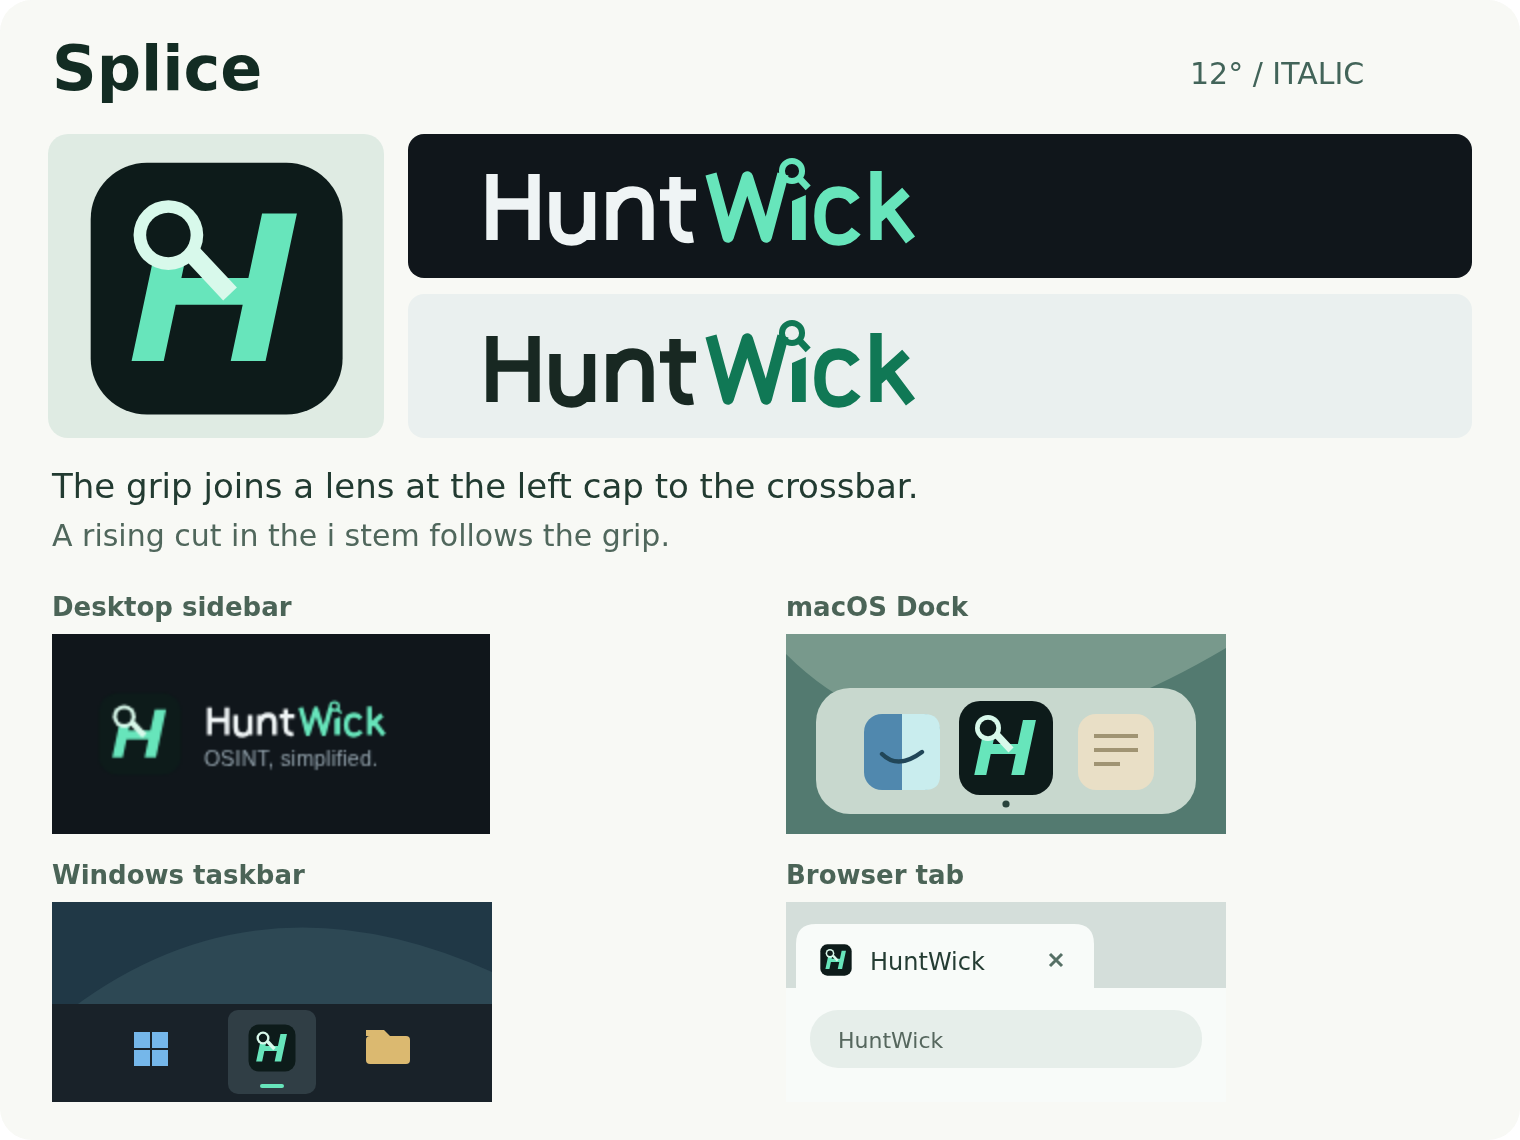 Splice
12° / ITALIC
H
HuntWick
HuntWick
The grip joins a lens at the left cap to the crossbar.
A rising cut in the i stem follows the grip.
Desktop sidebar
macOS Dock
H
HuntWick
OSINT, simplified.
H
Windows taskbar
Browser tab
H
H
HuntWick
×
HuntWick